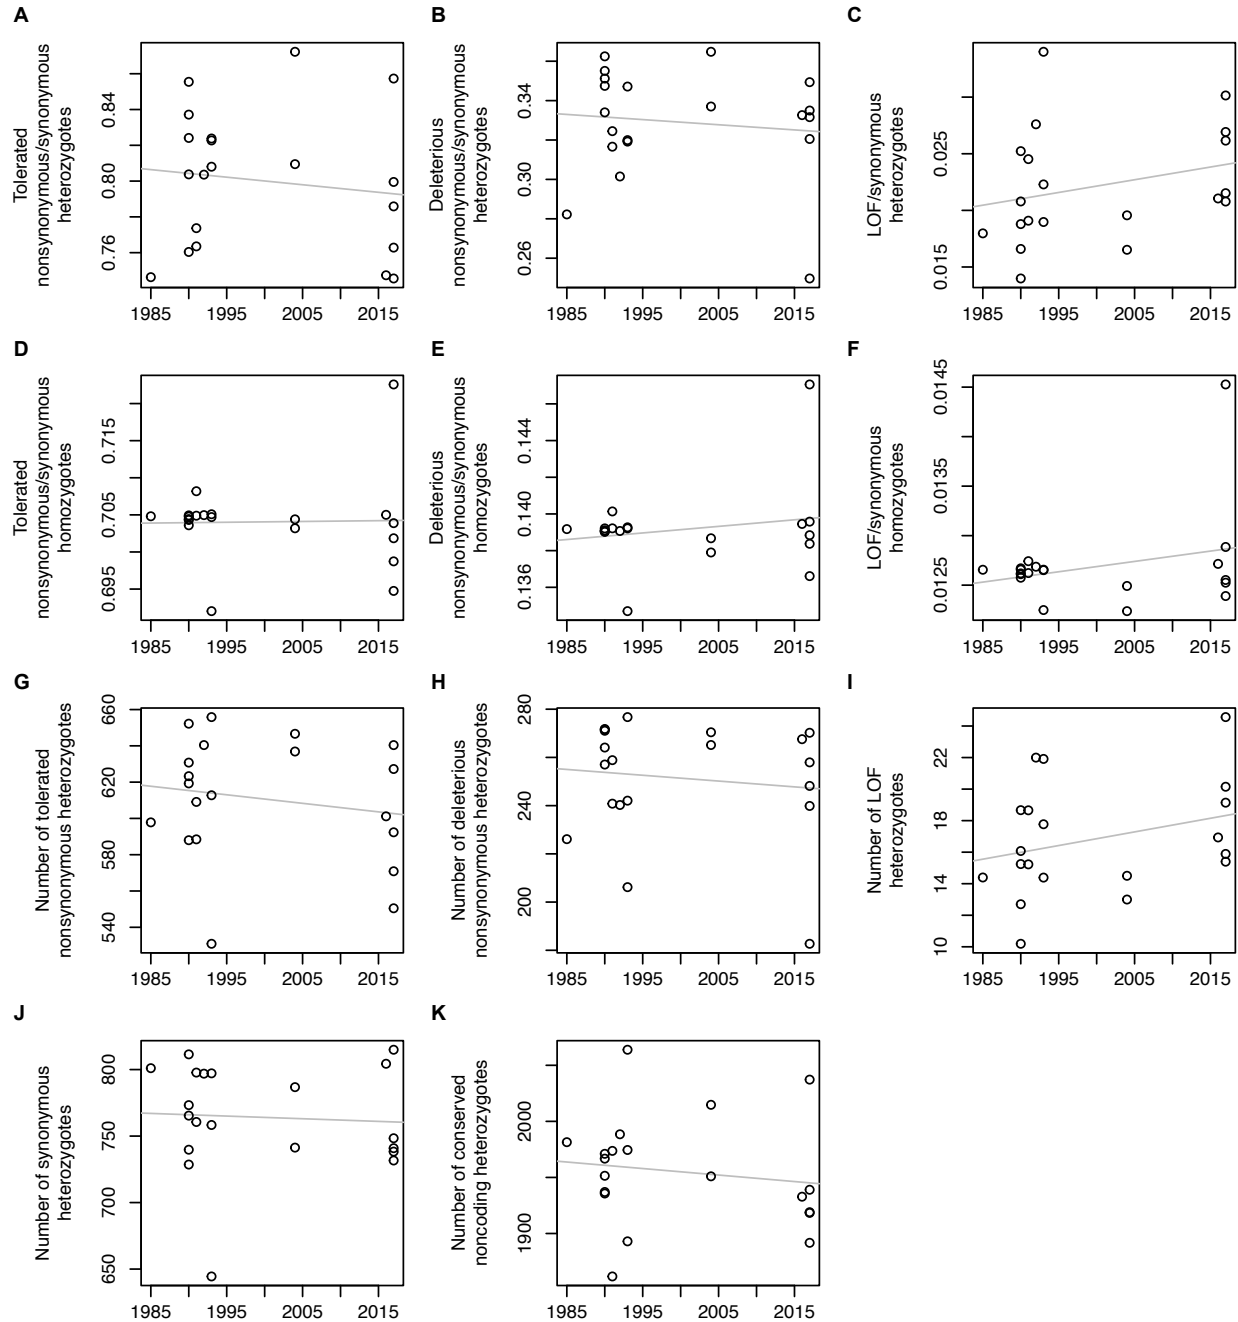 A
B
C
Tolerated
nonsynonymous/synonymous
heterozygotes
0.76 0.80 0.84
1985 1995 2005 2015
Deleterious
nonsynonymous/synonymous
heterozygotes
0.26 0.30 0.34
1985 1995 2005 2015
LOF/synonymous
heterozygotes
0.015 0.025
1985 1995 2005 2015
D
E
F
Tolerated
nonsynonymous/synonymous
homozygotes
0.695 0.705 0.715
1985 1995 2005 2015
Deleterious
nonsynonymous/synonymous
homozygotes
0.136 0.140 0.144
1985 1995 2005 2015
LOF/synonymous
homozygotes
0.0125 0.0135 0.0145
1985 1995 2005 2015
G
H
I
Number of tolerated
nonsynonymous heterozygotes
540 580 620 660
1985 1995 2005 2015
Number of deleterious
nonsynonymous heterozygotes
200 240 280
1985 1995 2005 2015
Number of LOF
heterozygotes
10 14 18 22
1985 1995 2005 2015
J
K
Number of synonymous
heterozygotes
650 700 750 800
1985 1995 2005 2015
Number of conserved
noncoding heterozygotes
1900 2000
1985 1995 2005 2015